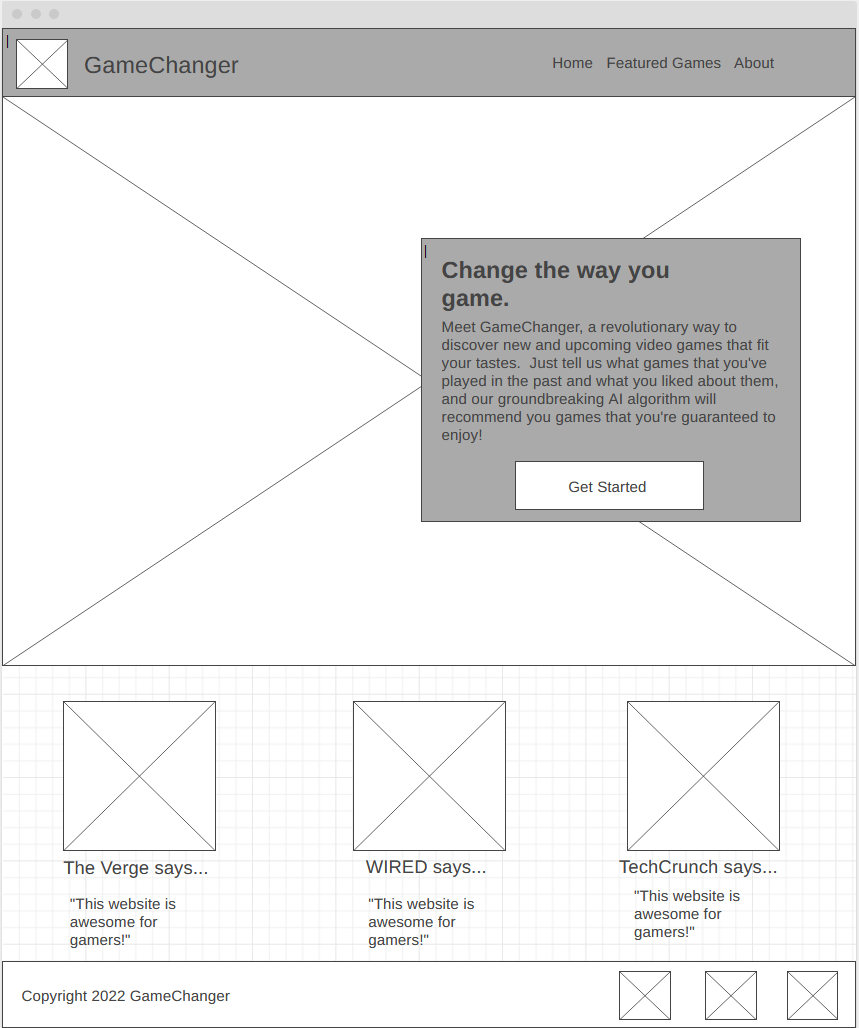 GameChanger
Home Featured Games About
Change the way you
game.
Meet GameChanger, a revolutionary way to
discover new and upcoming video games that fit
your tastes.  Just tell us what games that you've
played in the past and what you liked about them,
and our groundbreaking AI algorithm will
recommend you games that you're guaranteed to
enjoy!
Get Started
The Verge says...
"This website is
awesome for
gamers!"
WIRED says...
"This website is
awesome for
gamers!"
TechCrunch says...
"This website is
awesome for
gamers!"
Copyright 2022 GameChanger